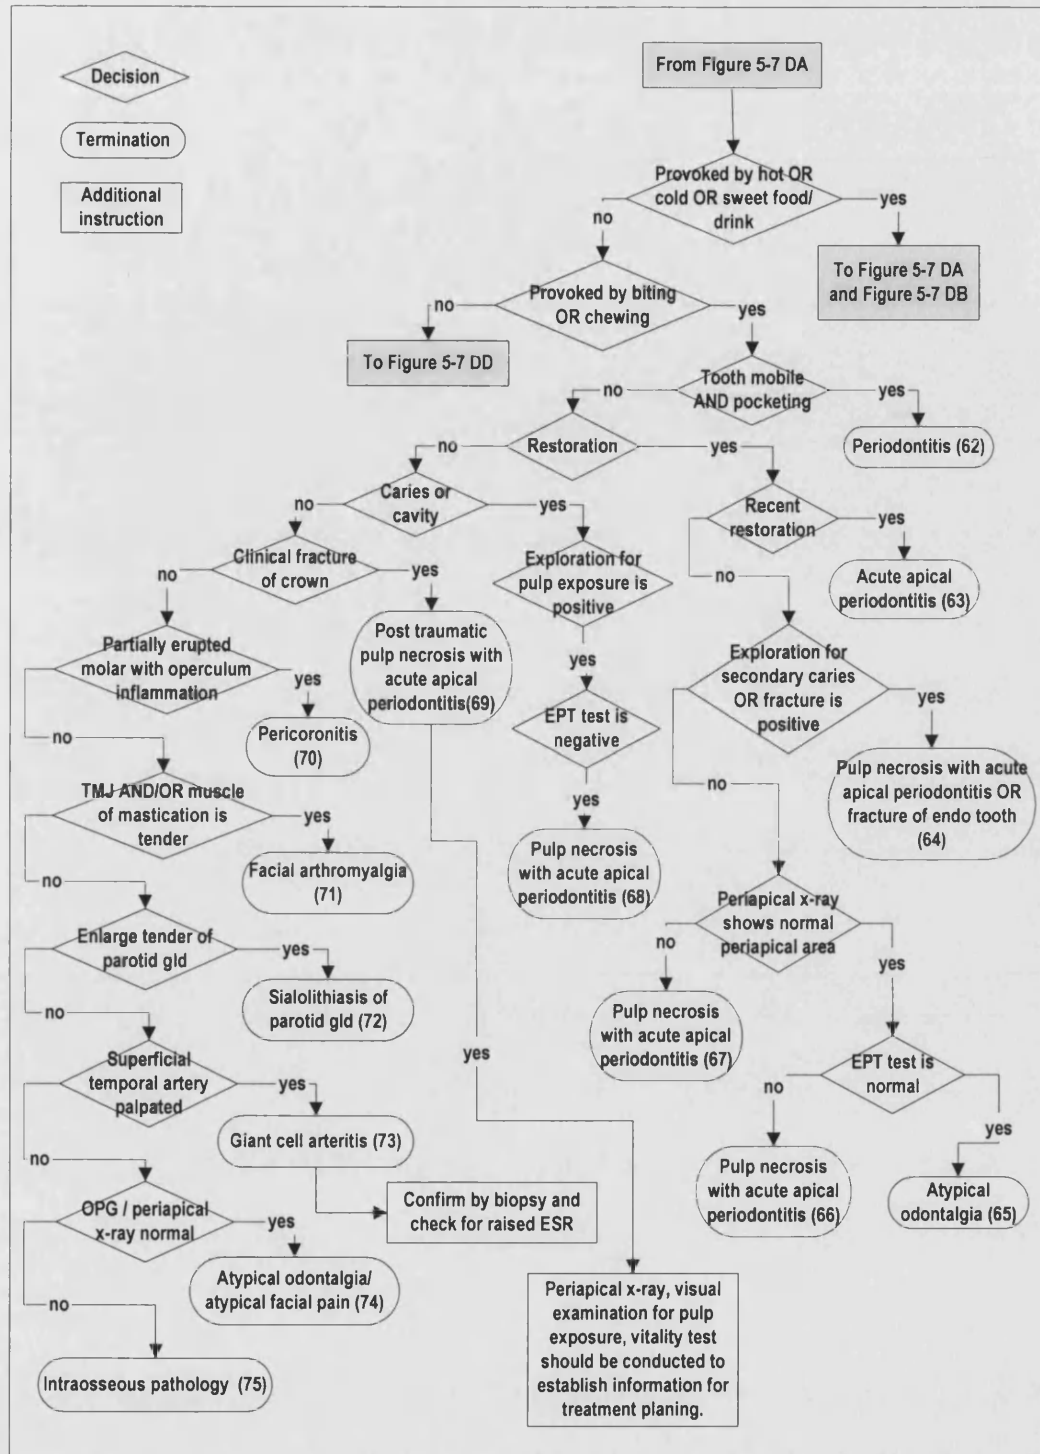 Decision
Termination
Additional
instruction
From Figure 5-7 DA
Provoked by hot OR
cold OR sweet food/
drink
yes
no
To Figure 5-7 DA
and Figure 5-7 DB
Provoked by biting
OR chewing
no
yes
To Figure 5-7 DD
Tooth mobile
AND pocketing
no
yes
Periodontitis (62)
Restoration
no
yes
Recent
restoration
yes
no
Acute apical
periodontitis (63)
Caries or
cavity
no
yes
Exploration for
pulp exposure is
positive
yes
EPT test is
negative
yes
Pulp necrosis
with acute apical
periodontitis (68)
Exploration for
secondary caries
OR fracture is
positive
yes
no
Pulp necrosis with acute
apical periodontitis OR
fracture of endo tooth
(64)
Periapical x-ray
shows normal
periapical area
no
yes
Pulp necrosis
with acute apical
periodontitis (67)
EPT test is
normal
no
yes
Pulp necrosis
with acute apical
periodontitis (66)
Atypical
odontalgia (65)
Clinical fracture
of crown
no
yes
Post traumatic
pulp necrosis with
acute apical
periodontitis(69)
yes
Periapical x-ray, visual
examination for pulp
exposure, vitality test
should be conducted to
establish information for
treatment planing.
Partially erupted
molar with operculum
inflammation
yes
no
Pericoronitis
(70)
TMJ AND/OR muscle
of mastication is
tender
yes
no
Facial arthromyalgia
(71)
Enlarge tender of
parotid gld
yes
no
Sialolithiasis of
parotid gld (72)
Superficial
temporal artery
palpated
yes
no
Giant cell arteritis (73)
Confirm by biopsy and
check for raised ESR
OPG / periapical
x-ray normal
yes
no
Atypical odontalgia/
atypical facial pain (74)
Intraosseous pathology (75)